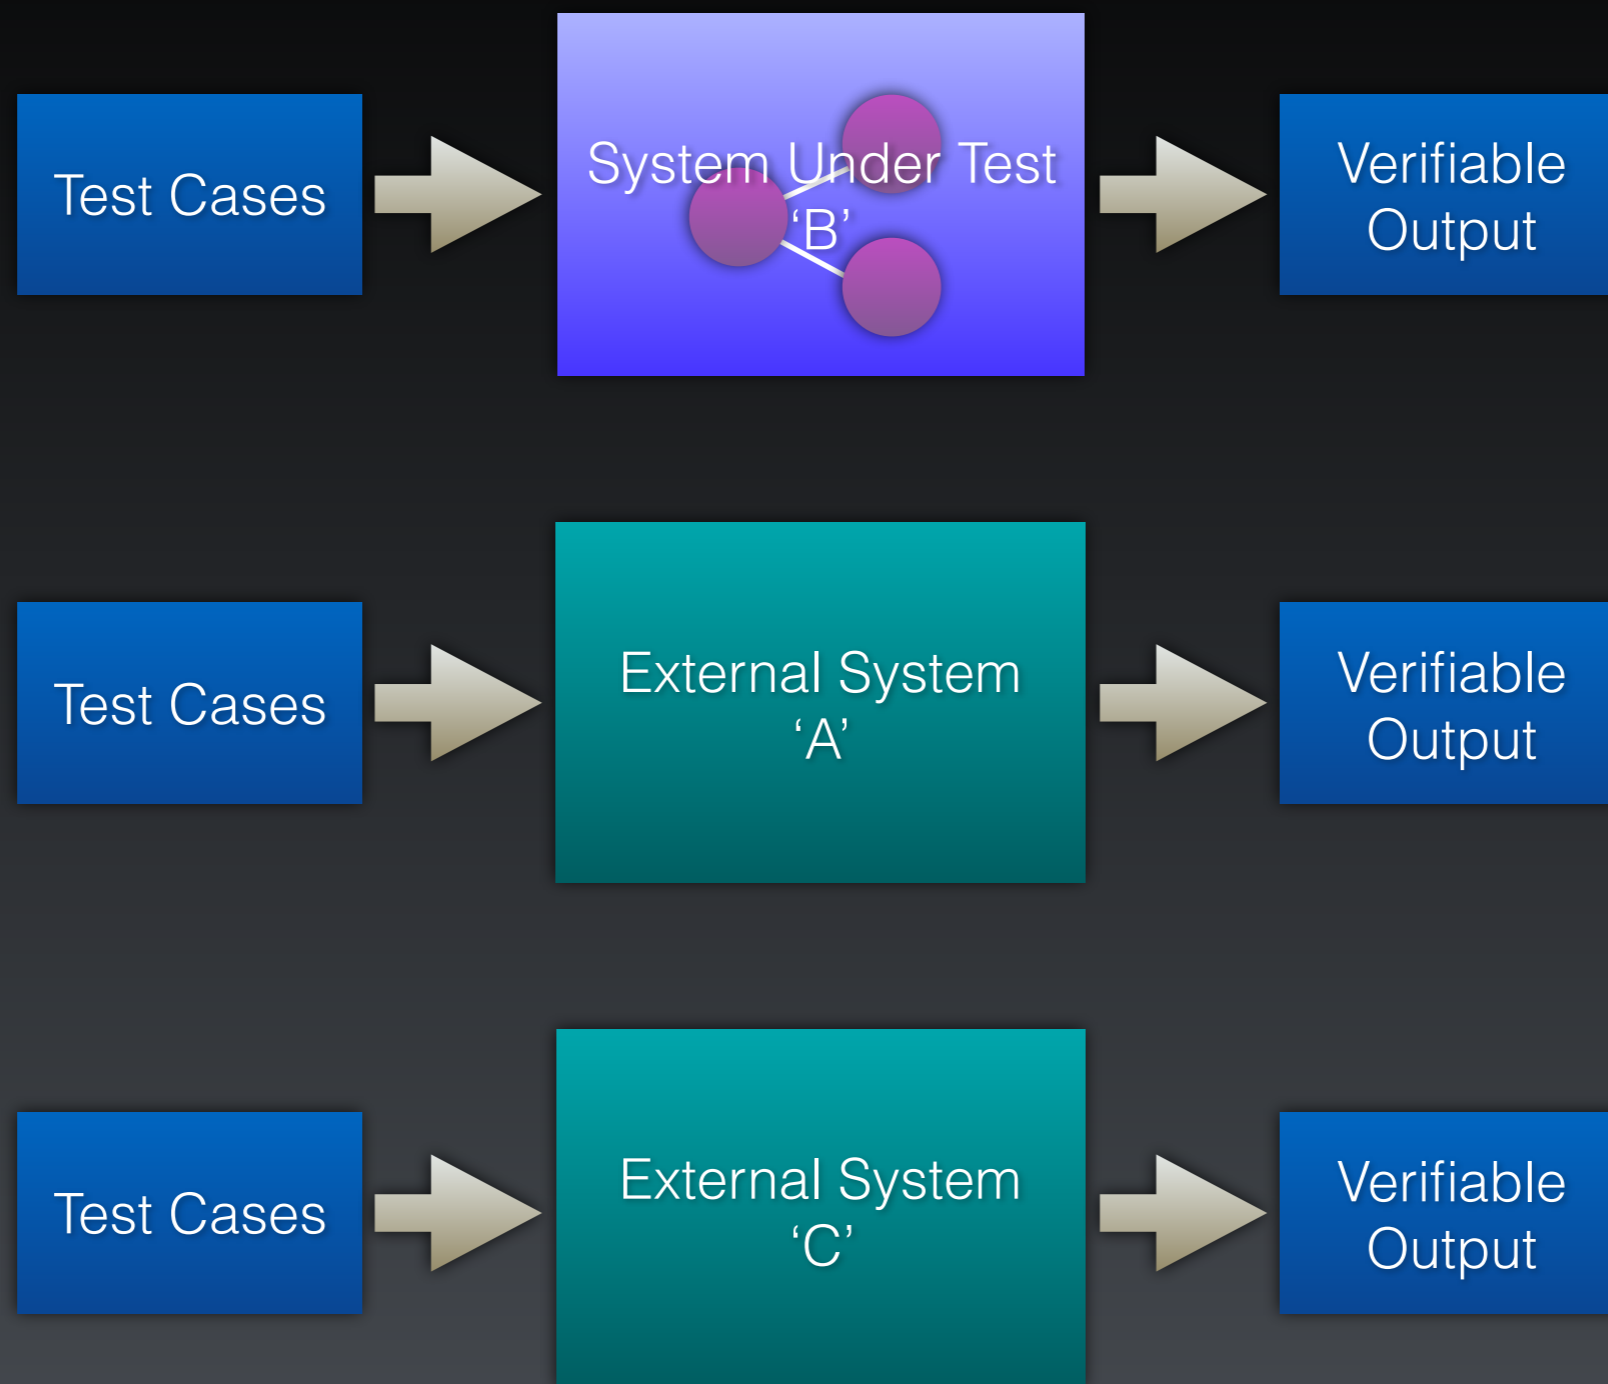 Test Cases
System Under Test
‘B’
Verifiable
Output
Test Cases
External System
‘A’
Verifiable
Output
Test Cases
External System
‘C’
Verifiable
Output